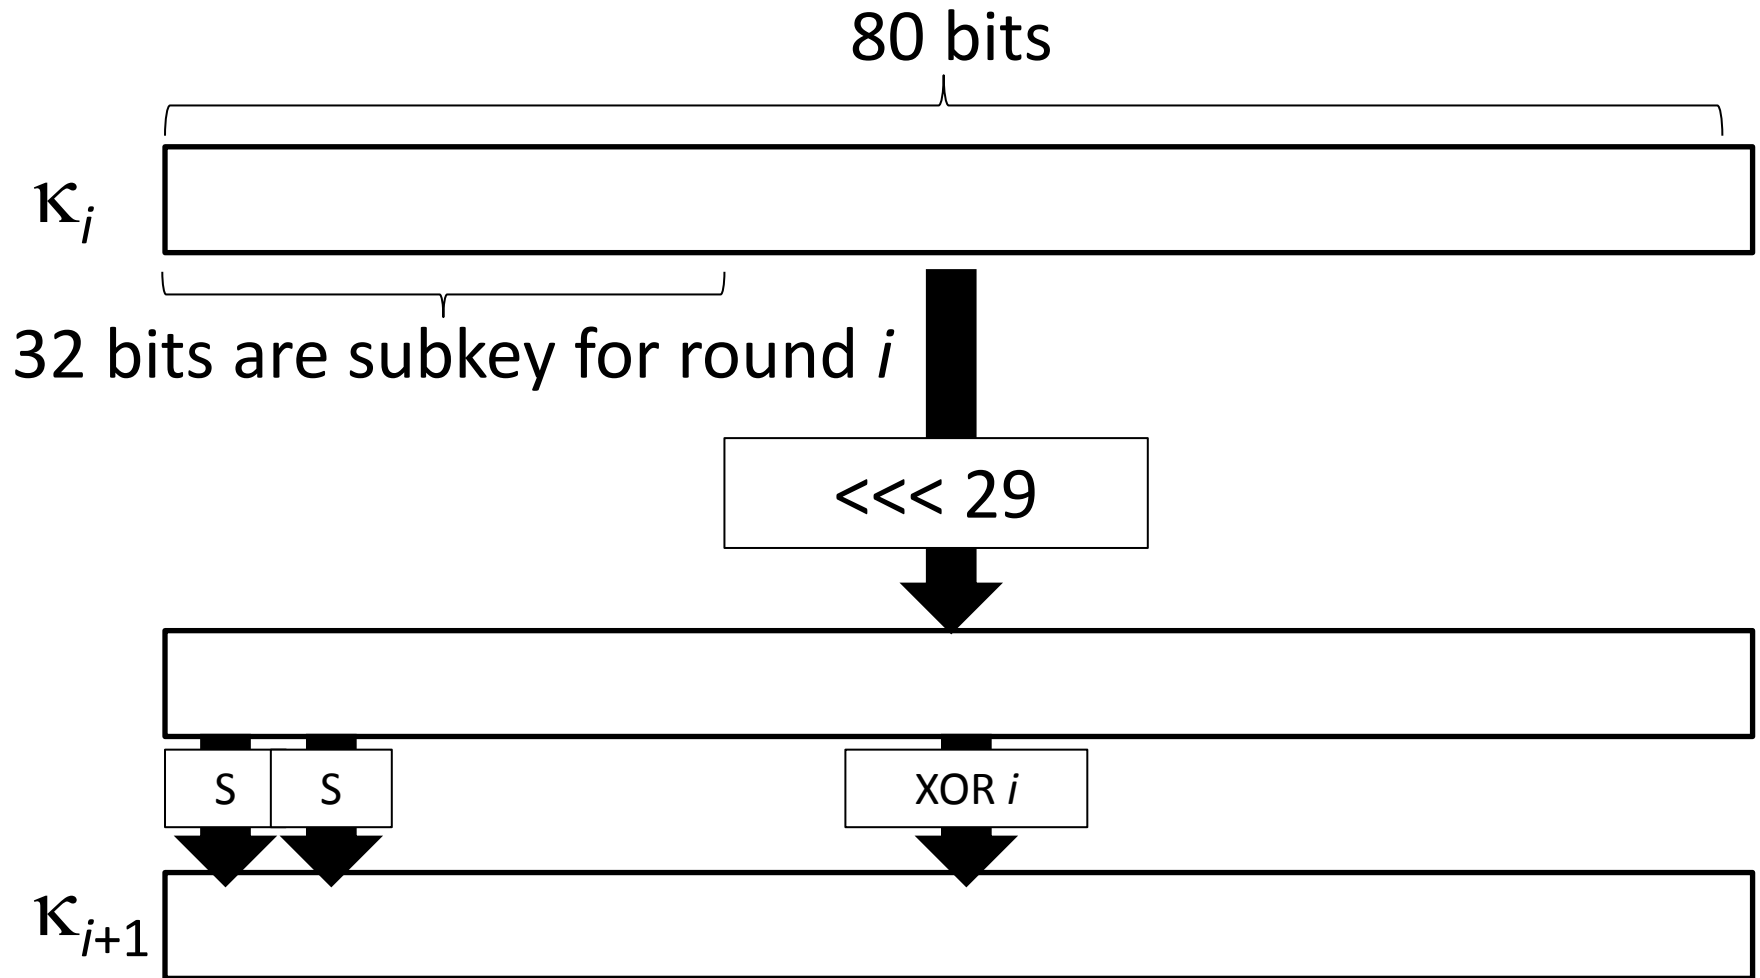 80 bits
κi
32 bits are subkey for round i
<<< 29
S S XOR i
κi+1